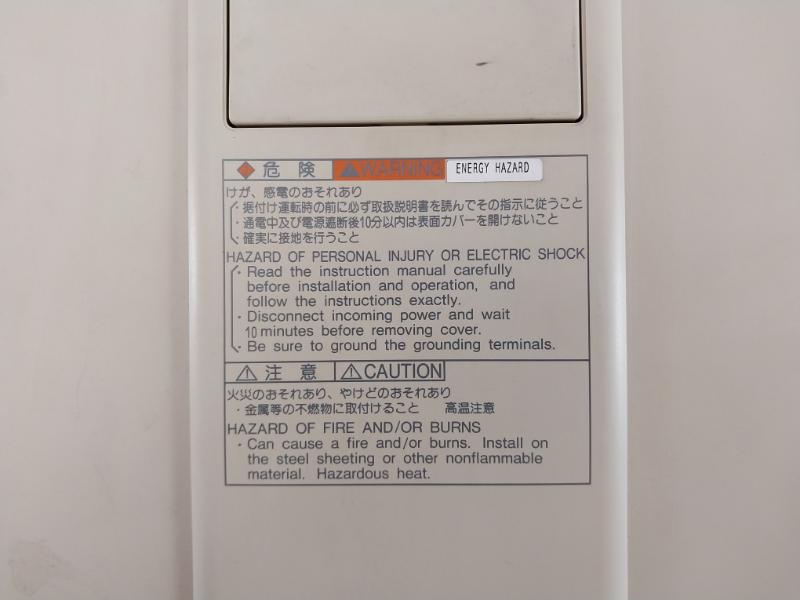 危険 WARNING ENERGY HAZARD
けが、感電のおそれあり
・据付け運転時の前に必ず取扱説明書を読んでその指示に従うこと
・通電中及び電源遮断後10分以内は表面カバーを開けないこと
・確実に接地を行うこと
HAZARD OF PERSONAL INJURY OR ELECTRIC SHOCK
・Read the instruction manual carefully
before installation and operation, and
follow the instructions exactly.
・Disconnect incoming power and wait
10 minutes before removing cover.
・Be sure to ground the grounding terminals.
注意 CAUTION
火災のおそれあり、やけどのおそれあり
・金属等の不燃物に取付けること 高温注意
HAZARD OF FIRE AND/OR BURNS
・Can cause a fire and/or burns. Install on
the steel sheeting or other nonflammable
material. Hazardous heat.